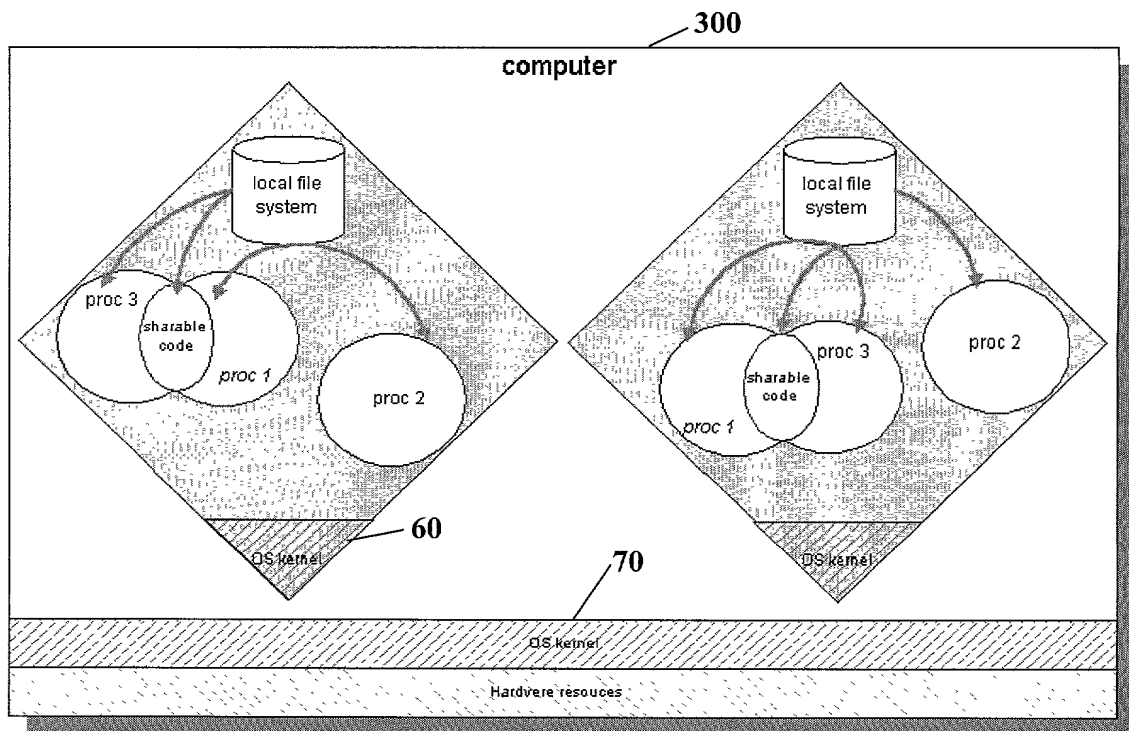 300
computer
local file
system
proc 3
sharable
code
proc 1
proc 2
OS kernel
60
local file
system
proc 2
proc 3
sharable
code
proc 1
OS kernel
70
OS kernel
Hardvere resouces